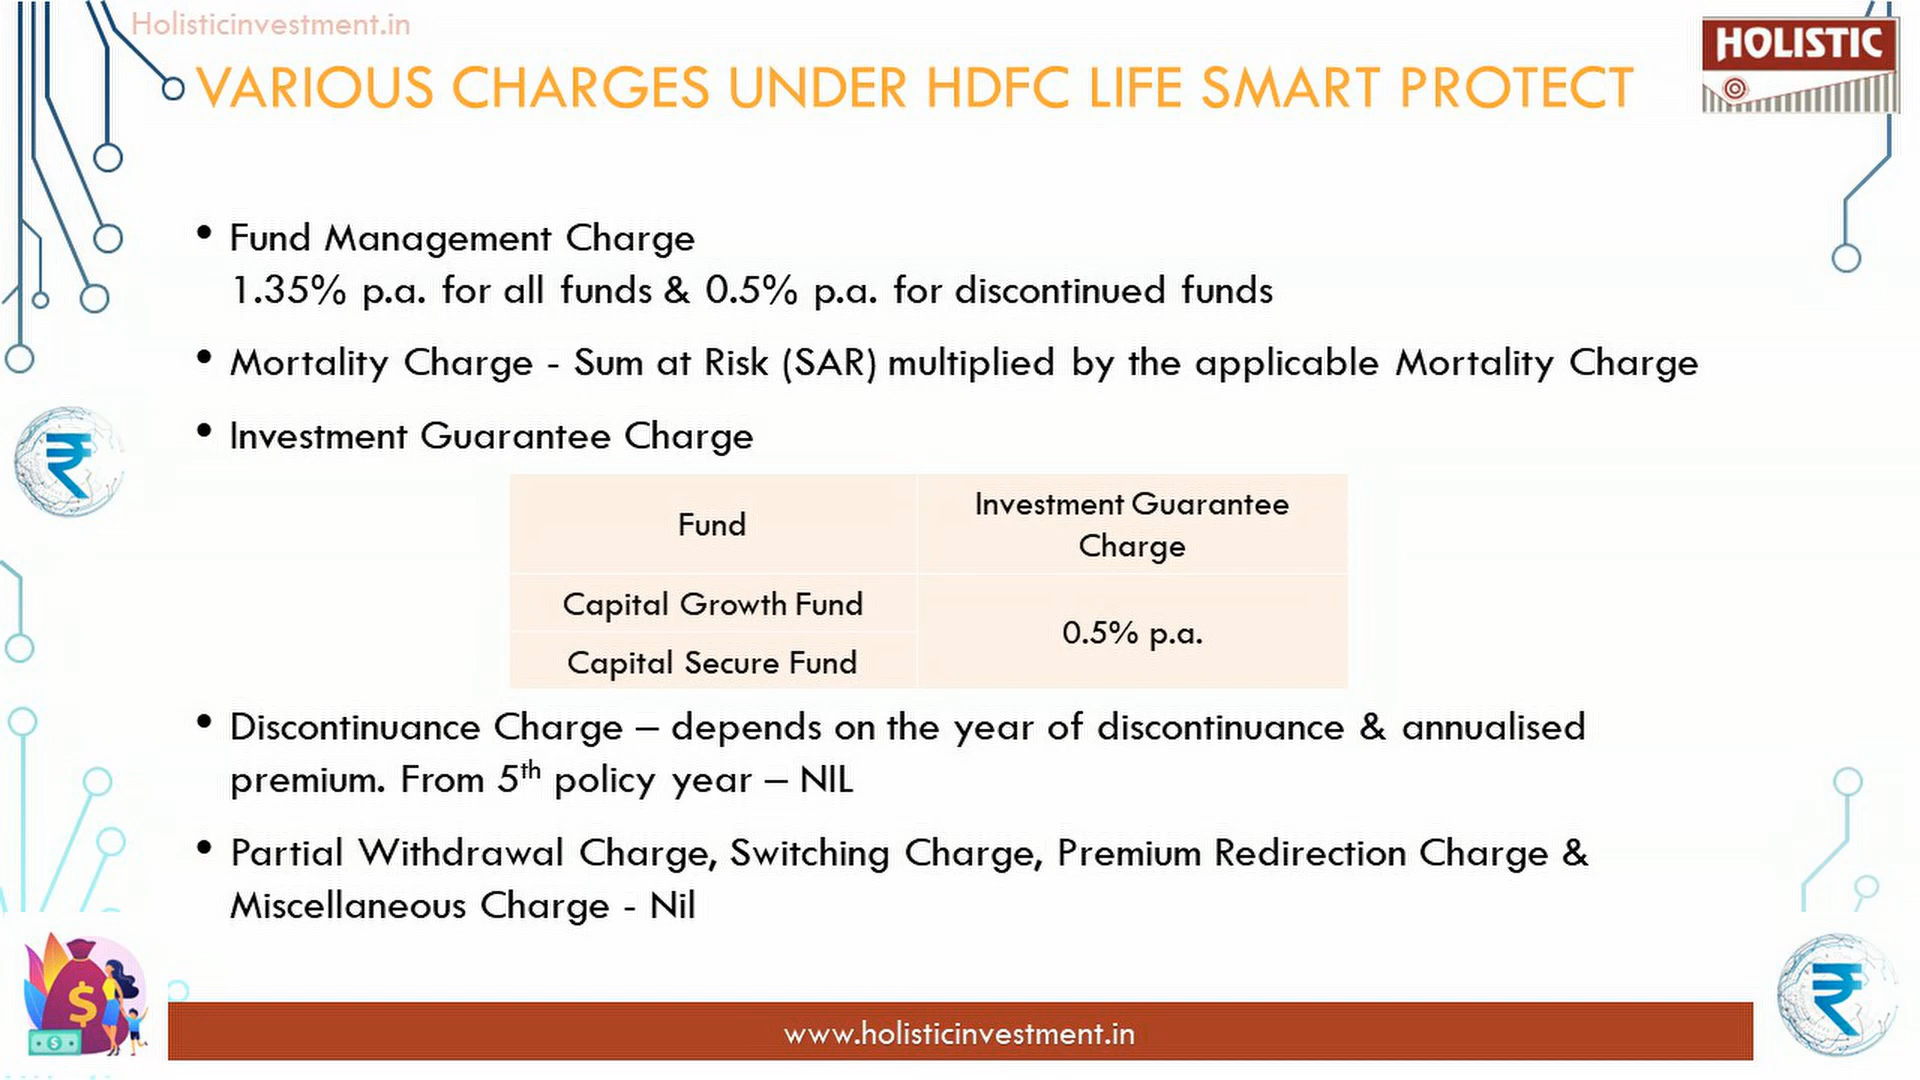 Holisticinvestment.in
VARIOUS CHARGES UNDER HDFC LIFE SMART PROTECT
HOLISTIC
• Fund Management Charge
1.35% p.a. for all funds & 0.5% p.a. for discontinued funds
• Mortality Charge - Sum at Risk (SAR) multiplied by the applicable Mortality Charge
• Investment Guarantee Charge
Fund
Investment Guarantee
Charge
Capital Growth Fund
0.5% p.a.
Capital Secure Fund
• Discontinuance Charge – depends on the year of discontinuance & annualised
premium. From 5th policy year – NIL
• Partial Withdrawal Charge, Switching Charge, Premium Redirection Charge &
Miscellaneous Charge - Nil
www.holisticinvestment.in